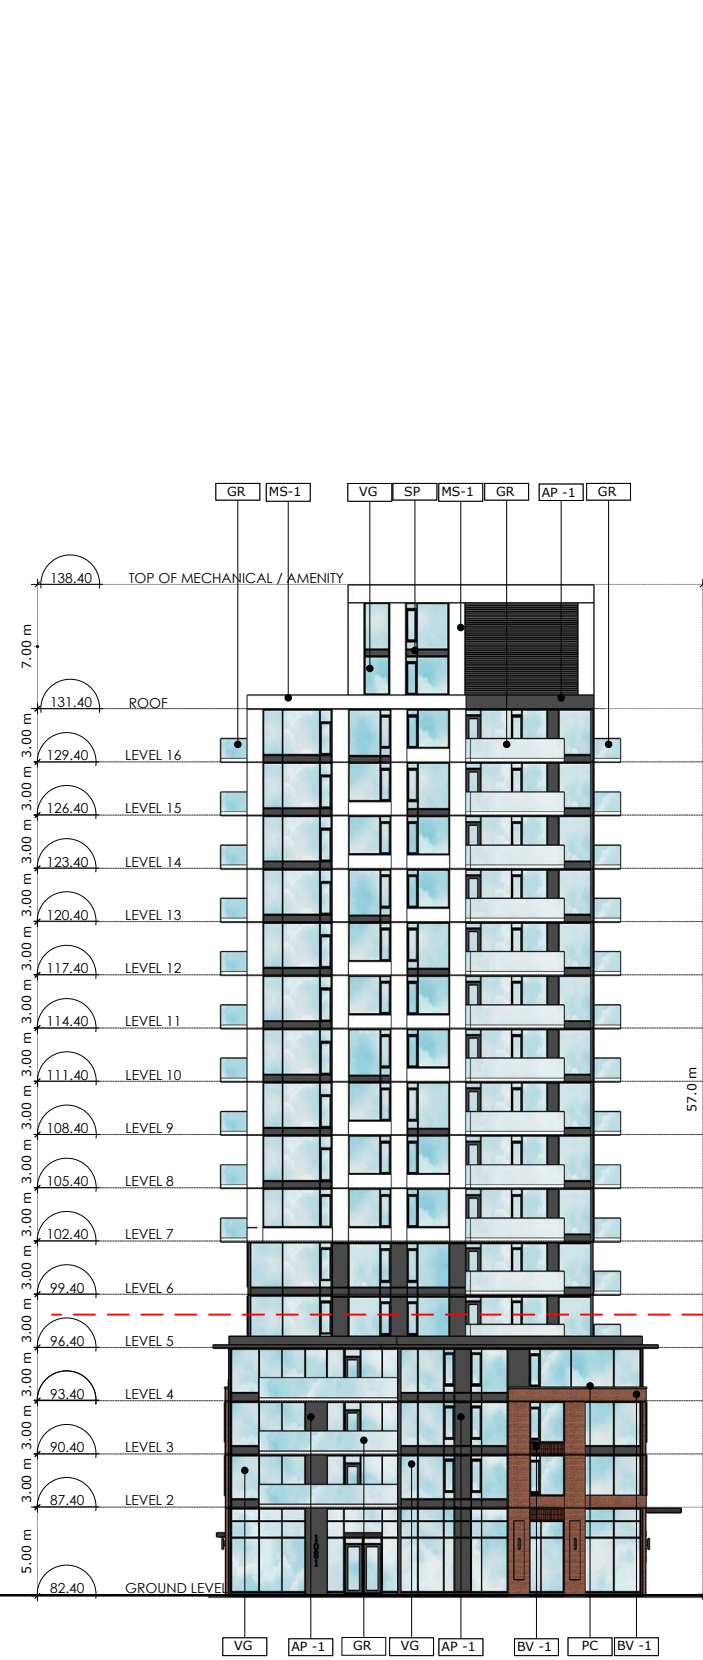 GR MS-1 VG SP MS-1 GR AP -1 GR
138.40 TOP OF MECHANICAL / AMENITY
7.00 m
131.40 ROOF
3.00 m
129.40 LEVEL 16
3.00 m
126.40 LEVEL 15
3.00 m
123.40 LEVEL 14
3.00 m
120.40 LEVEL 13
3.00 m
117.40 LEVEL 12
3.00 m
114.40 LEVEL 11
3.00 m
111.40 LEVEL 10
57.0 m
3.00 m
108.40 LEVEL 9
3.00 m
105.40 LEVEL 8
3.00 m
102.40 LEVEL 7
3.00 m
99.40 LEVEL 6
3.00 m
96.40 LEVEL 5
3.00 m
93.40 LEVEL 4
3.00 m
90.40 LEVEL 3
3.00 m
87.40 LEVEL 2
5.00 m
1081
82.40 GROUND LEVEL
VG AP -1 GR VG AP -1 BV -1 PC BV -1